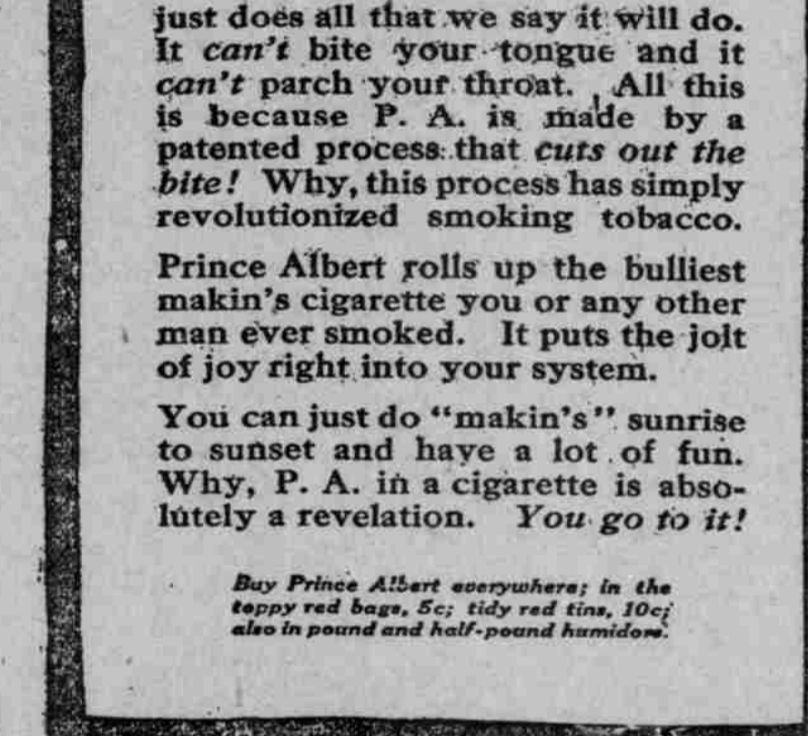 just does all that we say it will do.
It can't bite your tongue and it
can't parch your throat. All this
is because P. A. is made by a
patented process that cuts out the
bite! Why, this process has simply
revolutionized smoking tobacco.
Prince Albert rolls up the bulliest
makin's cigarette you or any other
man ever smoked. It puts the joit
of joy right into your system.
You can just do "makin's" sunrise
to sunset and have a lot of fun.
Why, P. A. in a cigarette is abso-
lutely a revelation. You go to it!
Buy Prince Albert everywhere; in the
toppy red bags, 5c; tidy red tins, 10c;
also in pound and half-pound humidors.